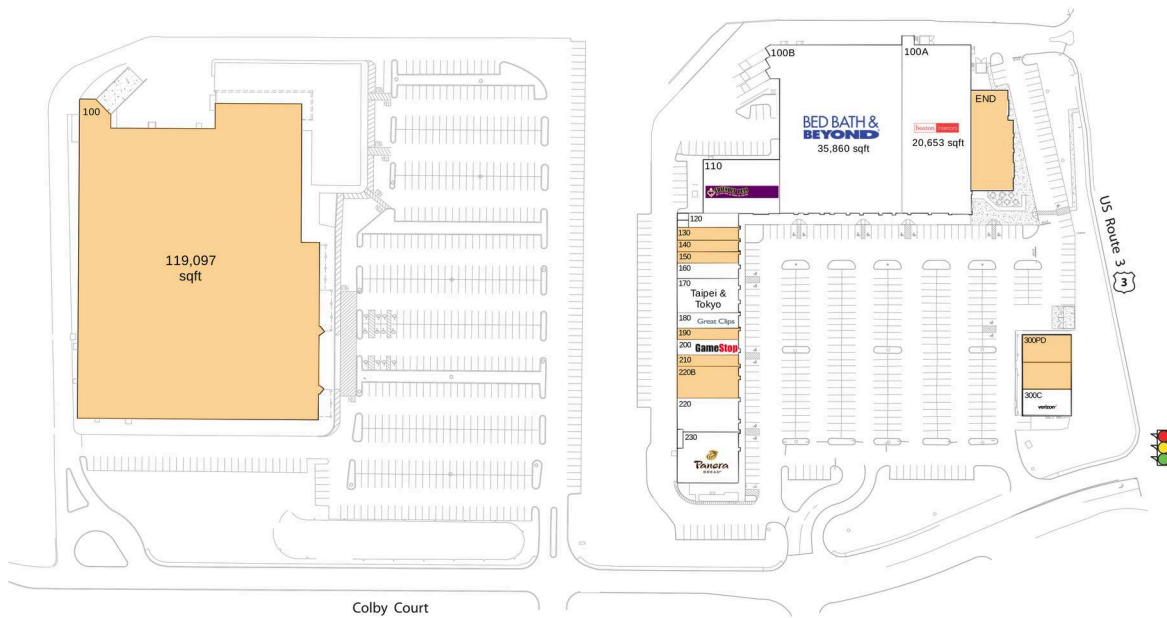 100
119,097
sqft
100B
100A
END
BED BATH &
BEYOND
35,860 sqft
boston interiors
20,653 sqft
110
120
130
140
150
160
170
Taipei &
Tokyo
180 Great Clips
190
200 GameStop
210
220B
220
230
Panera
BREAD
300PD
300C
verizon
US Route 3
3
Colby Court